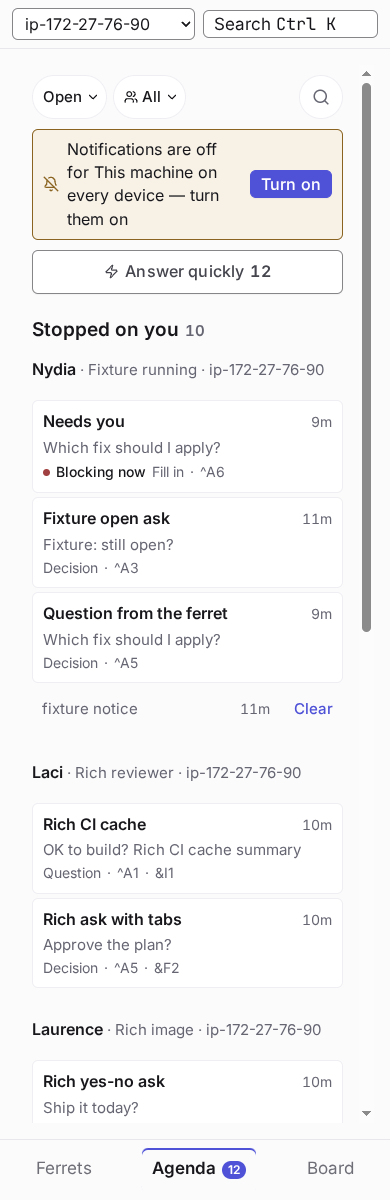 ip-172-27-76-90
Search Ctrl K
Open
All
Notifications are off
for This machine on
every device — turn
them on
Turn on
Answer quickly 12
Stopped on you 10
Nydia · Fixture running · ip-172-27-76-90
Needs you 9m
Which fix should I apply?
Blocking now Fill in · ^A6
Fixture open ask 11m
Fixture: still open?
Decision · ^A3
Question from the ferret 9m
Which fix should I apply?
Decision · ^A5
fixture notice 11m Clear
Laci · Rich reviewer · ip-172-27-76-90
Rich CI cache 10m
OK to build? Rich CI cache summary
Question · ^A1 · &I1
Rich ask with tabs 10m
Approve the plan?
Decision · ^A5 · &F2
Laurence · Rich image · ip-172-27-76-90
Rich yes-no ask 10m
Ship it today?
Ferrets
Agenda 12
Board